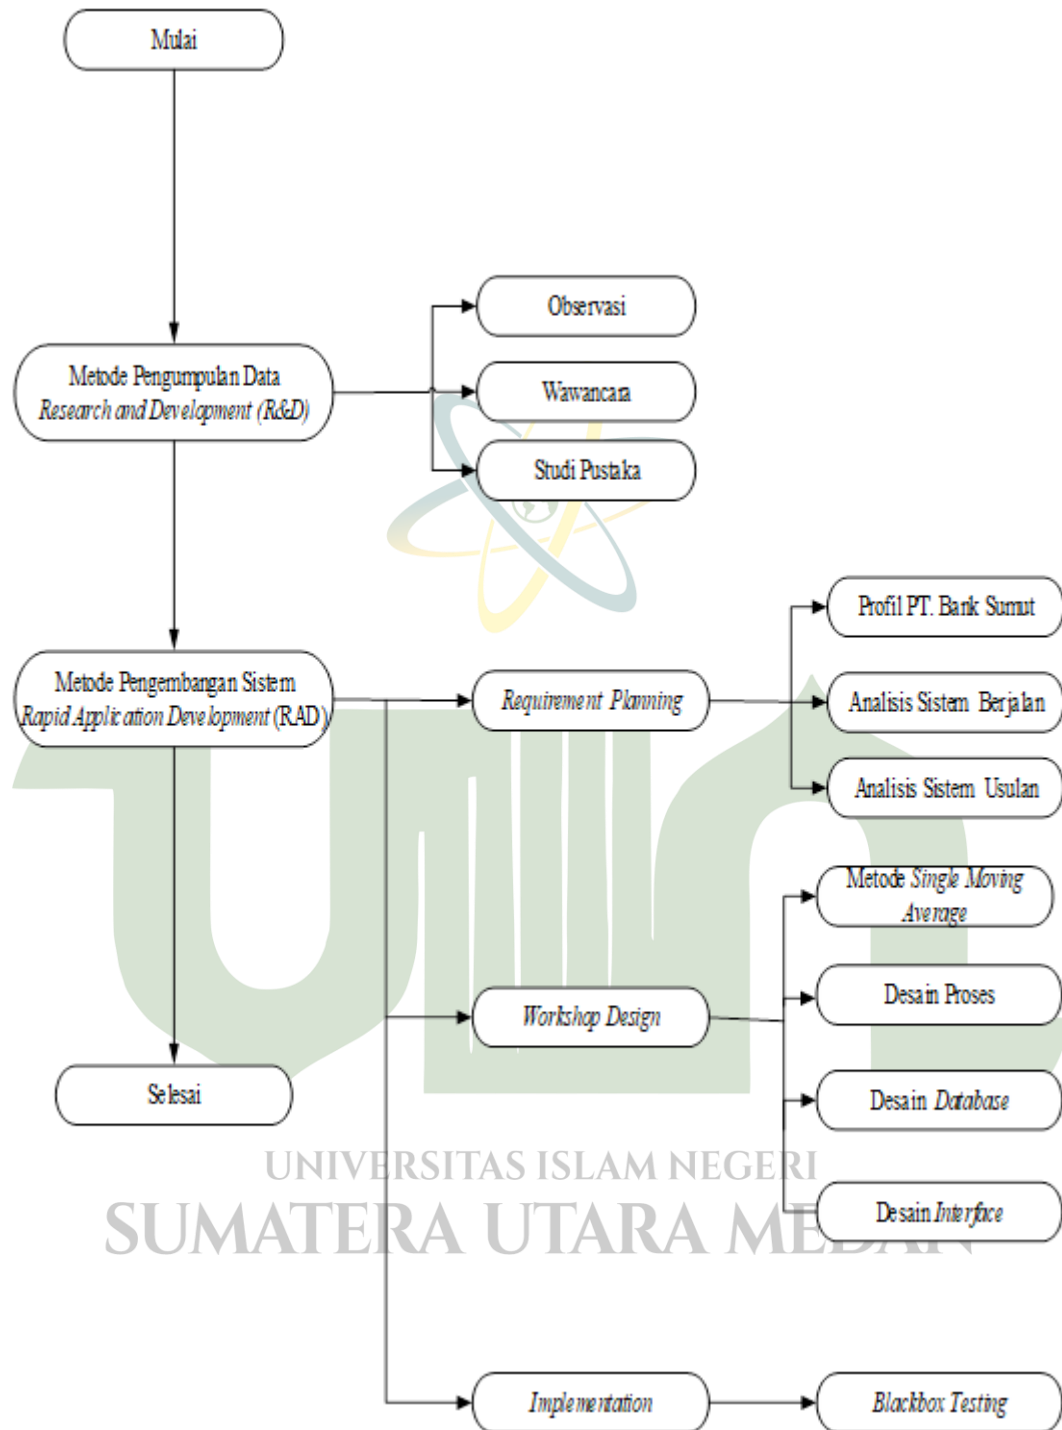 Mulai
Observasi
Metode Pengumpulan Data
Research and Development (R&D)
Wawancara
Studi Pustaka
Profil PT. Bank Sumut
Metode Pengembangan Sistem
Rapid Application Development (RAD)
Requirement Planning
Analisis Sistem Berjalan
Analisis Sistem Usulan
Metode Single Moving
Average
Desain Proses
Workshop Design
Selesai
Desain Database
UNIVERSITAS ISLAM NEGERI
Desain Interface
SUMATERA UTARA MEDAN
Implementation
Blackbox Testing